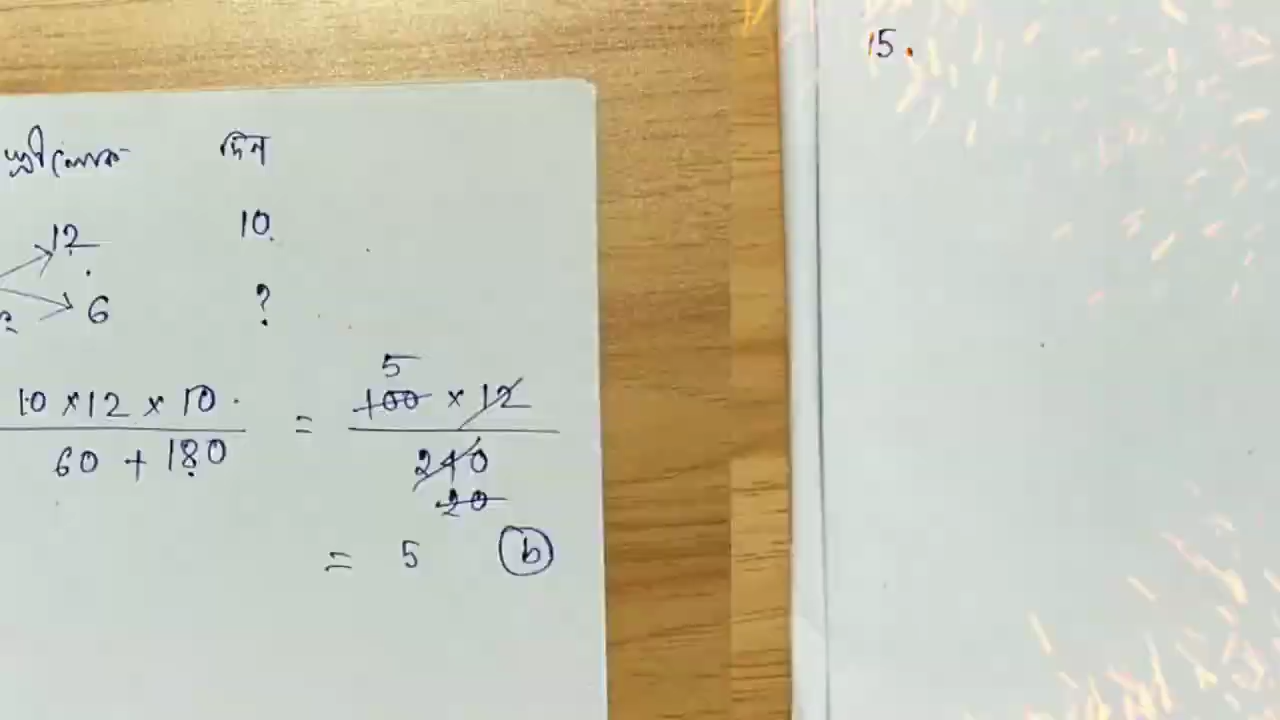 স্ত্রীলোক দিন
12 10
6 ?
5
10 × 12 × 10 = 100 × 12
60 + 180 240
20
= 5 (b)
15.